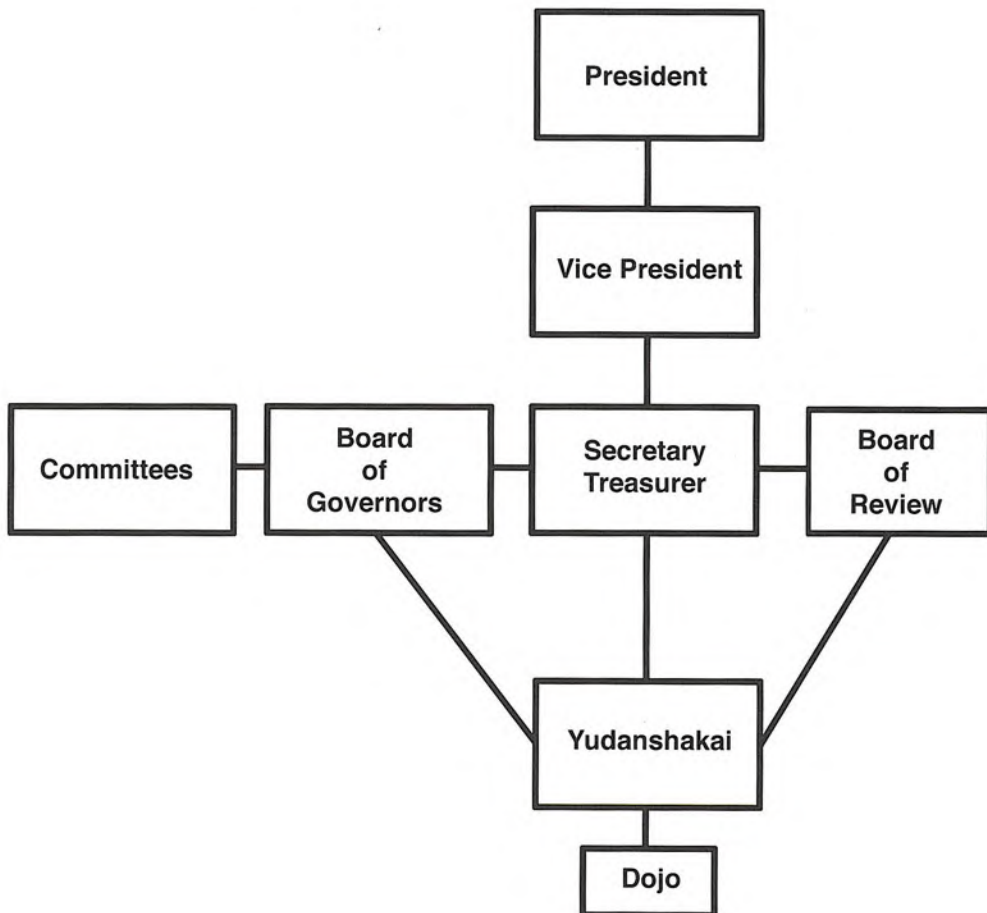 President
Vice President
Committees
Board
of
Governors
Secretary
Treasurer
Board
of
Review
Yudanshakai
Dojo